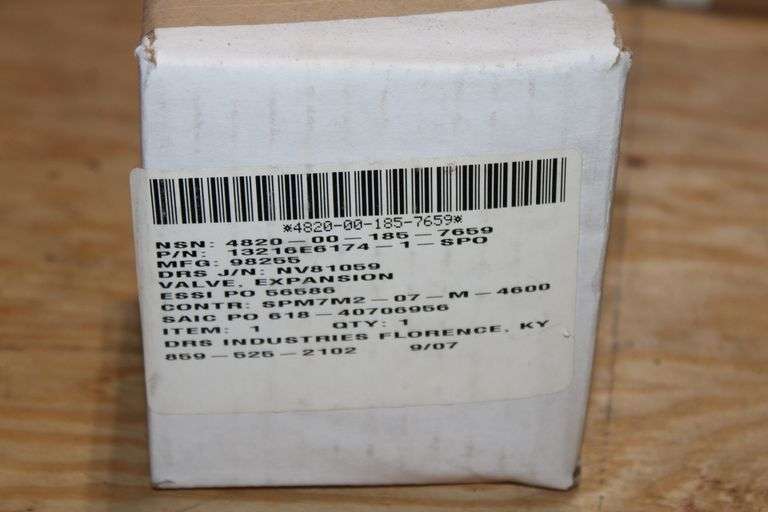 *4820-00-185-7659*
NSN: 4820-00-185-7659
P/N: 13216E6174-1-SPO
MFG: 98255
DRS J/N: NV81059
VALVE, EXPANSION
ESSI PO 56586
CONTR: SPM7M2-07-M-4600
SAIC PO 618-40706956
ITEM: 1 QTY: 1
DRS INDUSTRIES FLORENCE, KY
859-525-2102 9/07